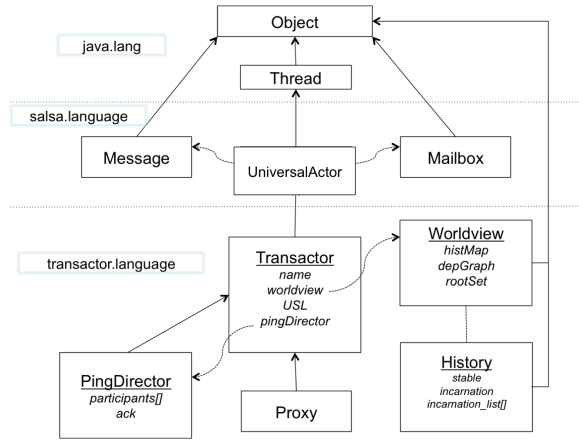 Object
java.lang
Thread
salsa.language
Message
UniversalActor
Mailbox
transactor.language
Transactor
name
worldview
USL
pingDirector
Worldview
histMap
depGraph
rootSet
PingDirector
participants[]
ack
Proxy
History
stable
incarnation
incarnation_list[]